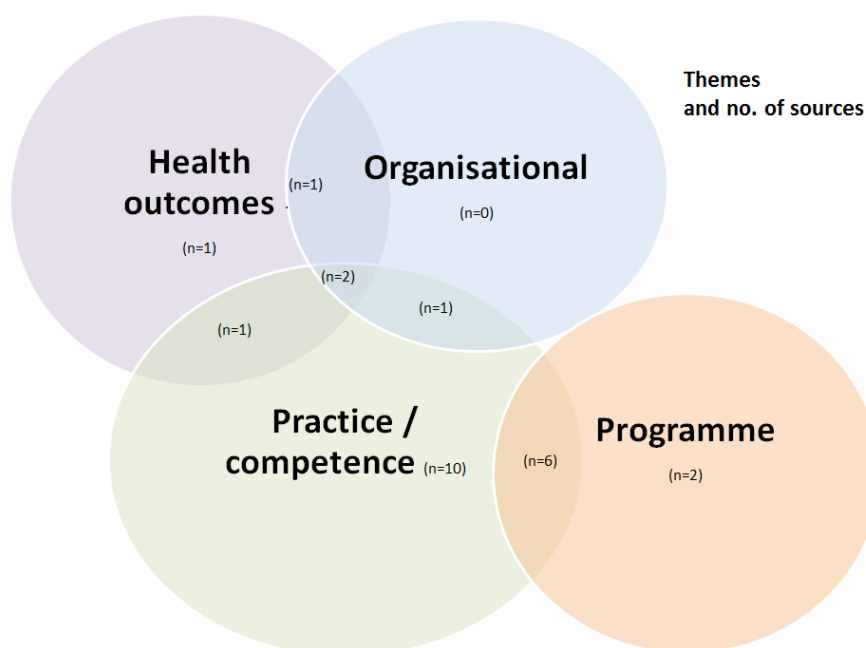 Themes
and no. of sources
Health
outcomes
(n=1)
(n=1)
Organisational
(n=0)
(n=2)
(n=1)
(n=1)
Practice /
competence (n=10)
(n=6)
Programme
(n=2)